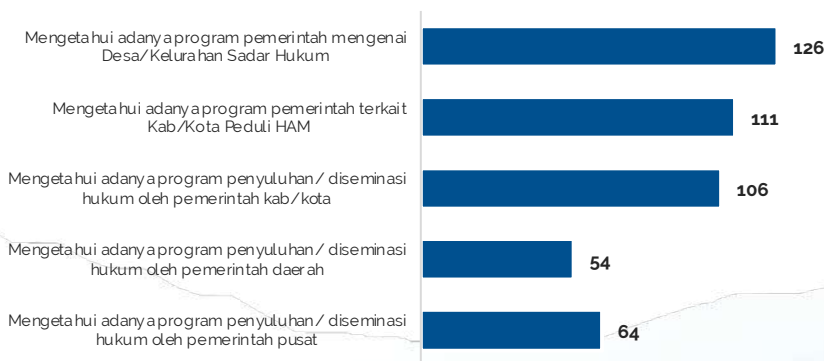 Mengetahui adanya program pemerintah mengenai
Desa/Kelurahan Sadar Hukum
126
Mengetahui adanya program pemerintah terkait
Kab/Kota Peduli HAM
111
Mengetahui adanya program penyuluhan/ diseminasi
hukum oleh pemerintah kab/kota
106
Mengetahui adanya program penyuluhan/ diseminasi
hukum oleh pemerintah daerah
54
Mengetahui adanya program penyuluhan/ diseminasi
hukum oleh pemerintah pusat
64